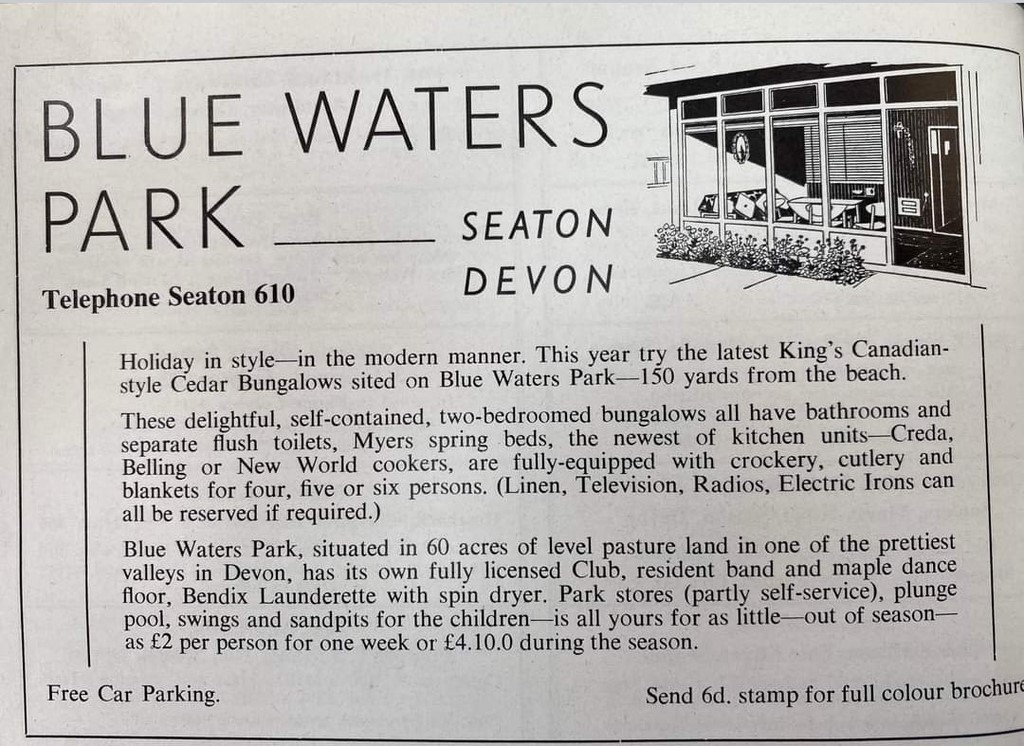 BLUE WATERS
PARK
SEATON
DEVON
Telephone Seaton 610
Holiday in style—in the modern manner. This year try the latest King's Canadian-
style Cedar Bungalows sited on Blue Waters Park—150 yards from the beach.
These delightful, self-contained, two-bedroomed bungalows all have bathrooms and
separate flush toilets, Myers spring beds, the newest of kitchen units—Creda,
Belling or New World cookers, are fully-equipped with crockery, cutlery and
blankets for four, five or six persons. (Linen, Television, Radios, Electric Irons can
all be reserved if required.)
Blue Waters Park, situated in 60 acres of level pasture land in one of the prettiest
valleys in Devon, has its own fully licensed Club, resident band and maple dance
floor, Bendix Launderette with spin dryer. Park stores (partly self-service), plunge
pool, swings and sandpits for the children—is all yours for as little—out of season—
as £2 per person for one week or £4.10.0 during the season.
Free Car Parking.
Send 6d. stamp for full colour brochure